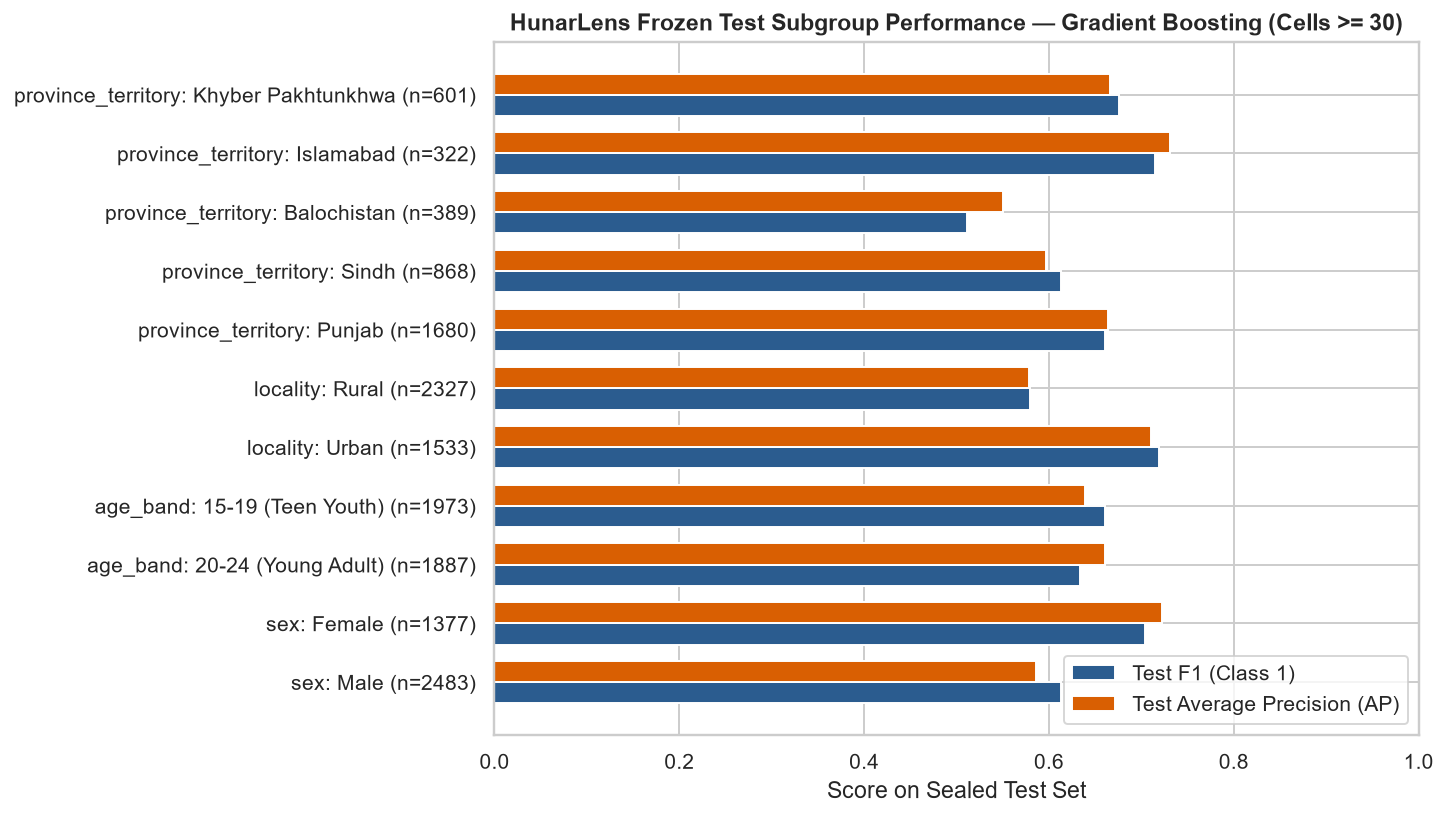 HunarLens Frozen Test Subgroup Performance — Gradient Boosting (Cells >= 30)
province_territory: Khyber Pakhtunkhwa (n=601)
province_territory: Islamabad (n=322)
province_territory: Balochistan (n=389)
province_territory: Sindh (n=868)
province_territory: Punjab (n=1680)
locality: Rural (n=2327)
locality: Urban (n=1533)
age_band: 15-19 (Teen Youth) (n=1973)
age_band: 20-24 (Young Adult) (n=1887)
sex: Female (n=1377)
sex: Male (n=2483)
Test F1 (Class 1)
Test Average Precision (AP)
0.0 0.2 0.4 0.6 0.8 1.0
Score on Sealed Test Set